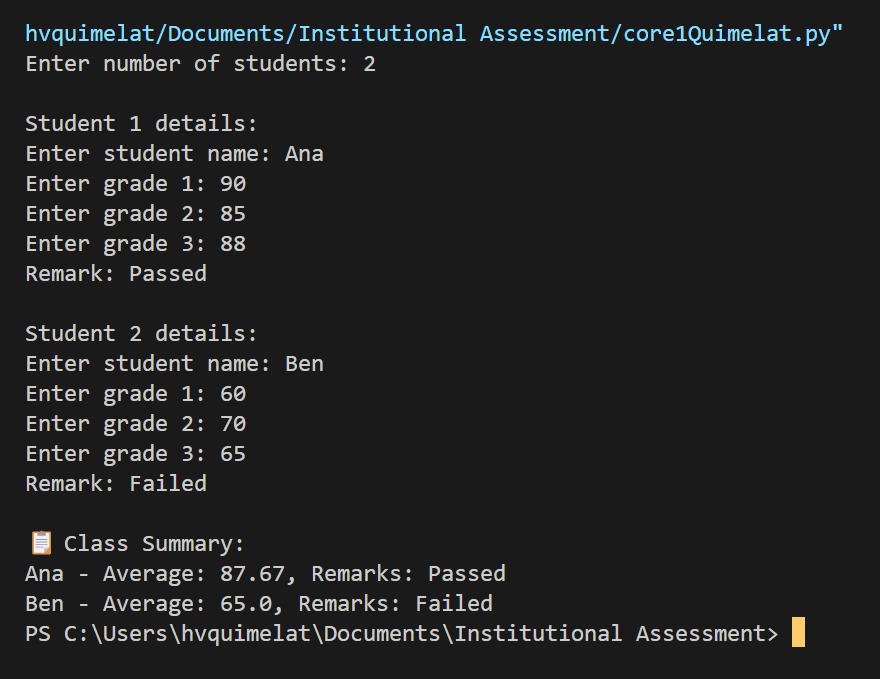 hvquimelat/Documents/Institutional Assessment/core1Quimelat.py"
Enter number of students: 2
Student 1 details:
Enter student name: Ana
Enter grade 1: 90
Enter grade 2: 85
Enter grade 3: 88
Remark: Passed
Student 2 details:
Enter student name: Ben
Enter grade 1: 60
Enter grade 2: 70
Enter grade 3: 65
Remark: Failed
📋 Class Summary:
Ana - Average: 87.67, Remarks: Passed
Ben - Average: 65.0, Remarks: Failed
PS C:\Users\hvquimelat\Documents\Institutional Assessment>